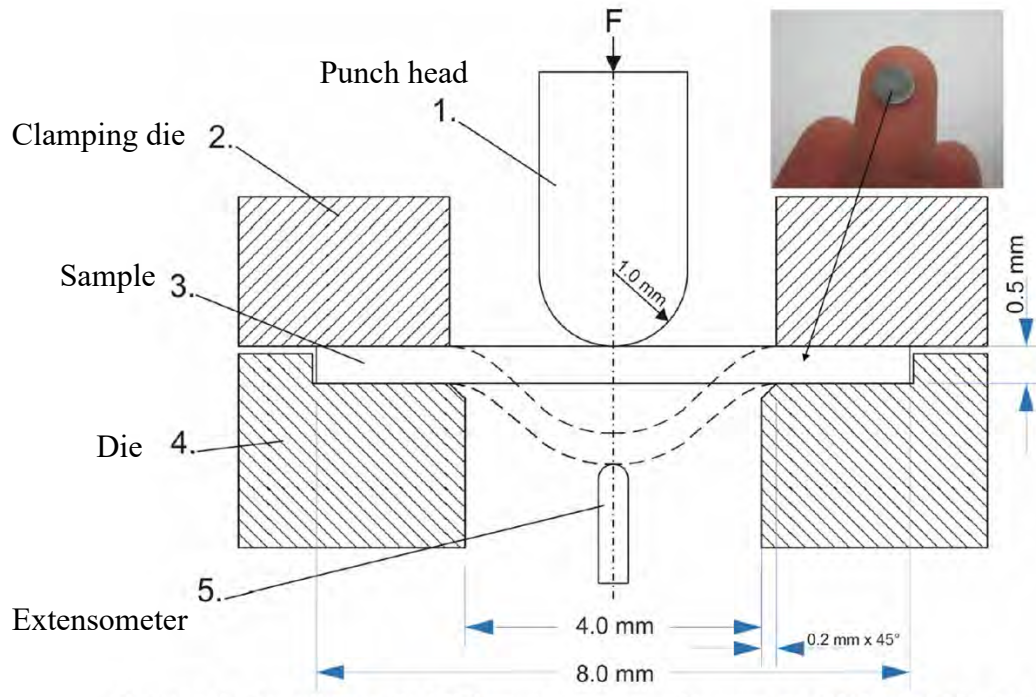 F
Punch head
1.
Clamping die 2.
1.0 mm
Sample 3.
0.5 mm
Die 4.
5.
Extensometer
4.0 mm
0.2 mm x 45°
8.0 mm